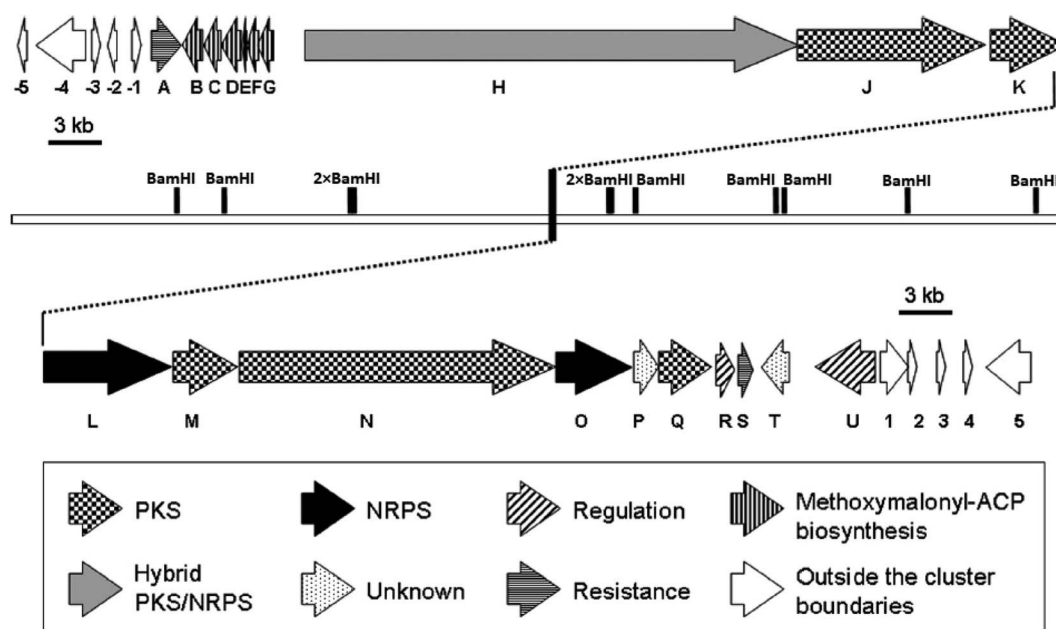 -5 -4 -3 -2 -1 A B C D E F G H J K
3 kb
BamHI BamHI 2×BamHI 2×BamHI BamHI BamHI BamHI BamHI BamHI
3 kb
L M N O P Q R S T U 1 2 3 4 5
PKS NRPS Regulation Methoxymalonyl-ACP
biosynthesis
Hybrid
PKS/NRPS Unknown Resistance Outside the cluster
boundaries